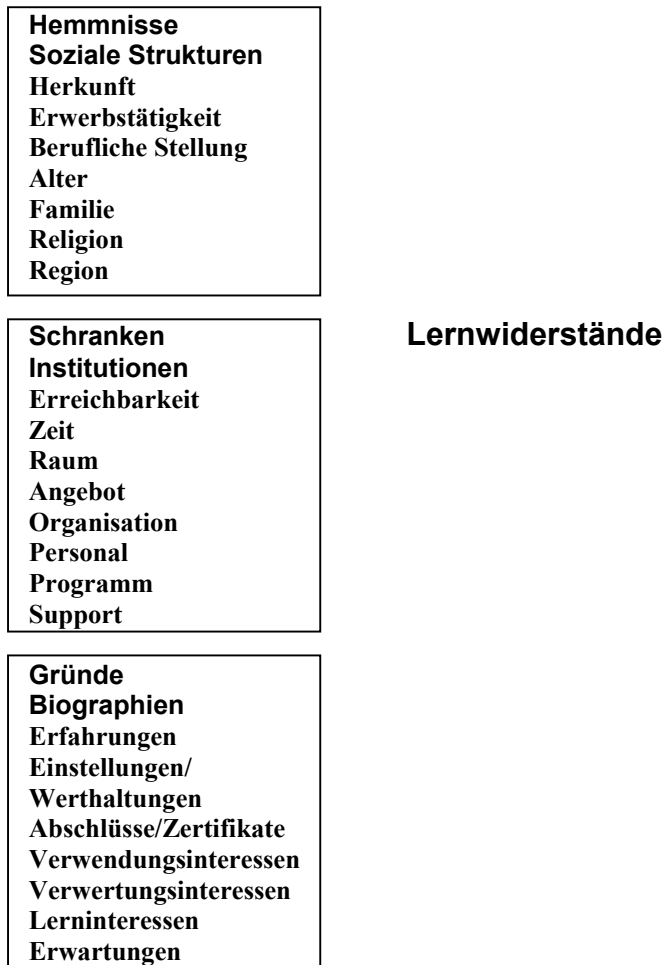 Hemmnisse
Soziale Strukturen
Herkunft
Erwerbstätigkeit
Berufliche Stellung
Alter
Familie
Religion
Region
Schranken
Institutionen
Erreichbarkeit
Zeit
Raum
Angebot
Organisation
Personal
Programm
Support
Lernwiderstände
Gründe
Biographien
Erfahrungen
Einstellungen/
Werthaltungen
Abschlüsse/Zertifikate
Verwendungsinteressen
Verwertungsinteressen
Lerninteressen
Erwartungen